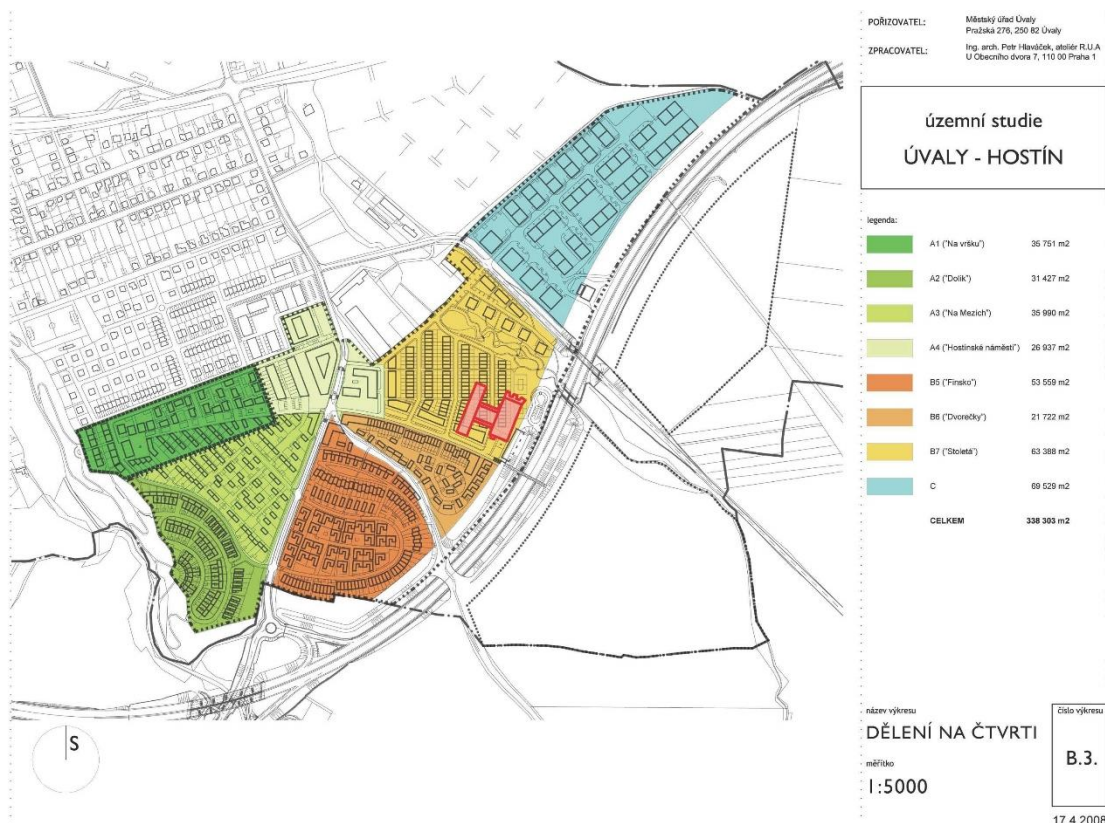 POŘIZOVATEL: Městský úřad Úvaly
Pražská 276, 250 82 Úvaly
ZPRACOVATEL: Ing. arch. Petr Hlaváček, ateliér R.U.A
U Obecního dvora 7, 110 00 Praha 1
územní studie
ÚVALY - HOSTÍN
legenda:
A1 ("Na vršku") 35 751 m2
A2 ("Dolík") 31 427 m2
A3 ("Na Mezích") 35 990 m2
A4 ("Hostínské náměstí") 26 937 m2
B5 ("Finsko") 53 559 m2
B6 ("Dvorečky") 21 722 m2
B7 ("Stoletá") 63 388 m2
C 69 529 m2
CELKEM 338 303 m2
S
název výkresu
DĚLENÍ NA ČTVRTI
měřítko
1:5000
číslo výkresu
B.3.
17.4.2008